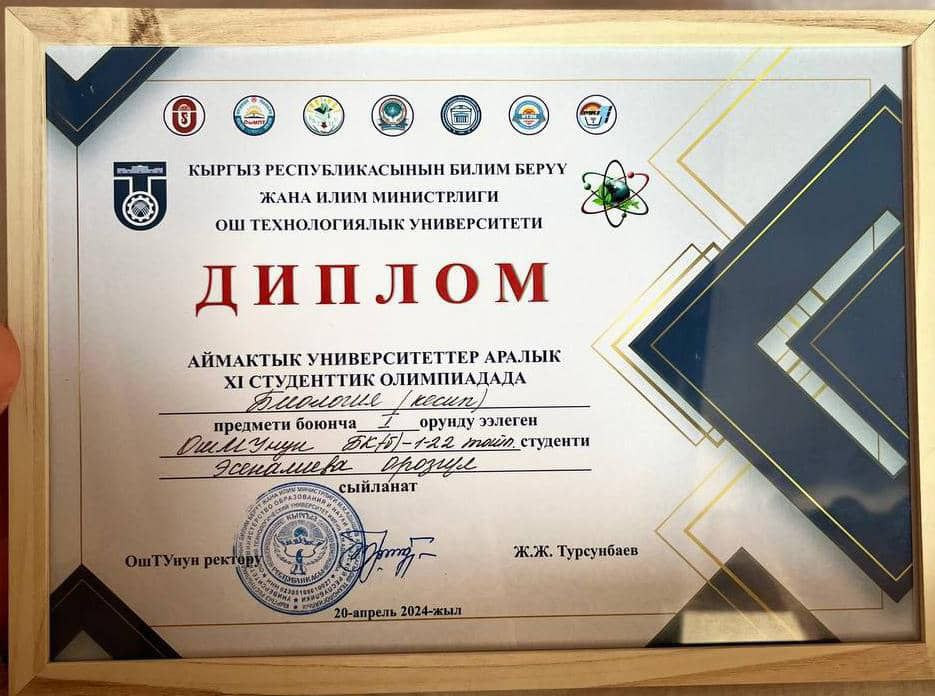 КЫРГЫЗ РЕСПУБЛИКАСЫНЫН БИЛИМ БЕРҮҮ
ЖАНА ИЛИМ МИНИСТРЛИГИ
ОШ ТЕХНОЛОГИЯЛЫК УНИВЕРСИТЕТИ
ДИПЛОМ
АЙМАКТЫК УНИВЕРСИТЕТТЕР АРАЛЫК
XI СТУДЕНТТИК ОЛИМПИАДАДА
Биология (кесип)
предмети боюнча I орунду ээлеген
ОшМУнун БК(б)-1-22 тайп. студенти
Эсеналиева Орозгул
сыйланат
ОшТУнун ректору Ж.Ж. Турсунбаев
20-апрель 2024-жыл